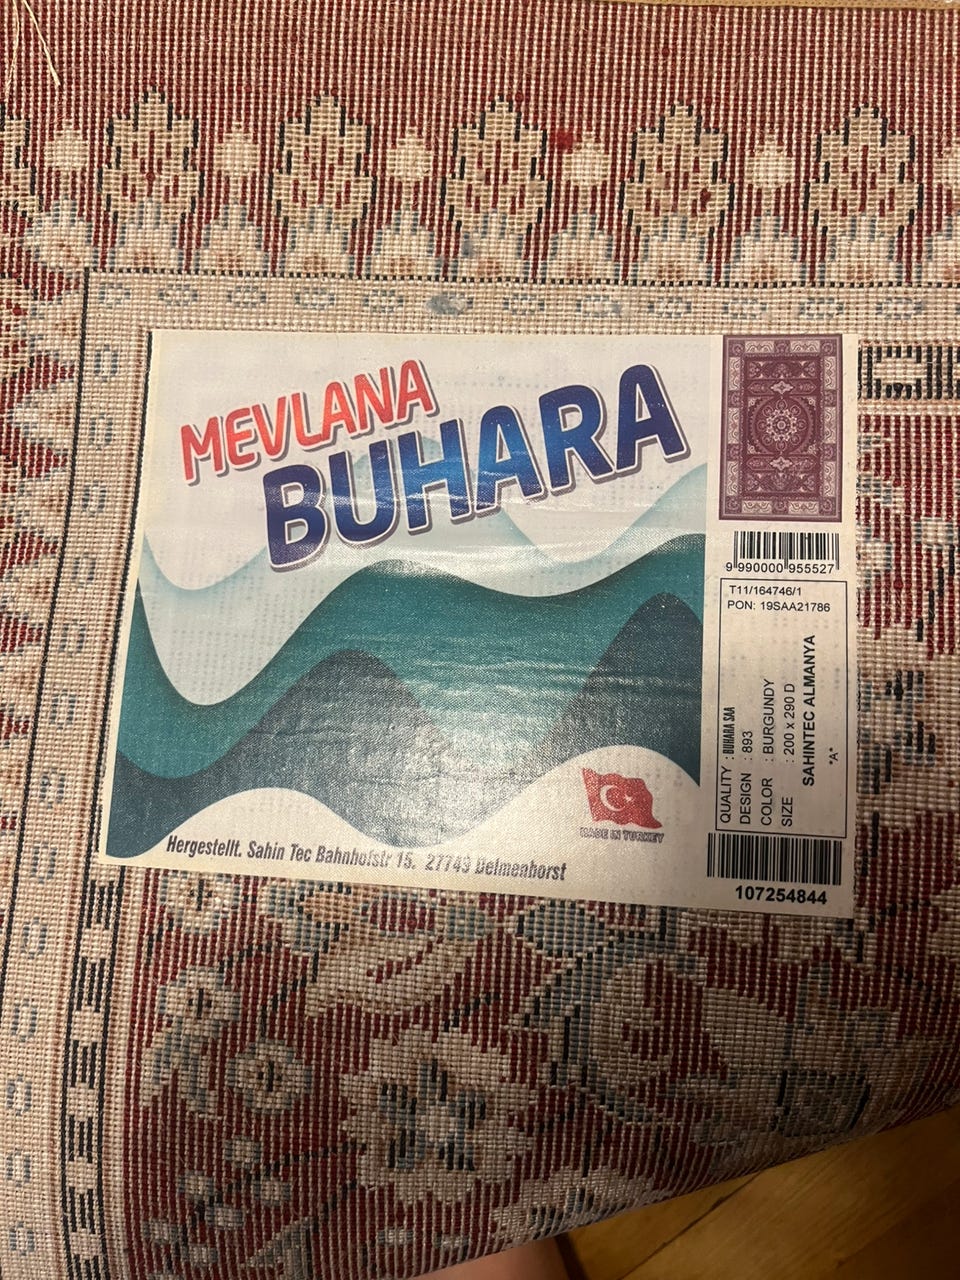 MEVLANA
BUHARA
MADE IN TURKEY
Hergestellt. Sahin Tec Bahnhofstr 15. 27749 Delmenhorst
9 990000 955527
T11/164746/1
PON: 19SAA21786
QUALITY : BUHARA SAA
DESIGN : 893
COLOR : BURGUNDY
SIZE : 200 x 290 D
SAHINTEC ALMANYA
*A*
107254844